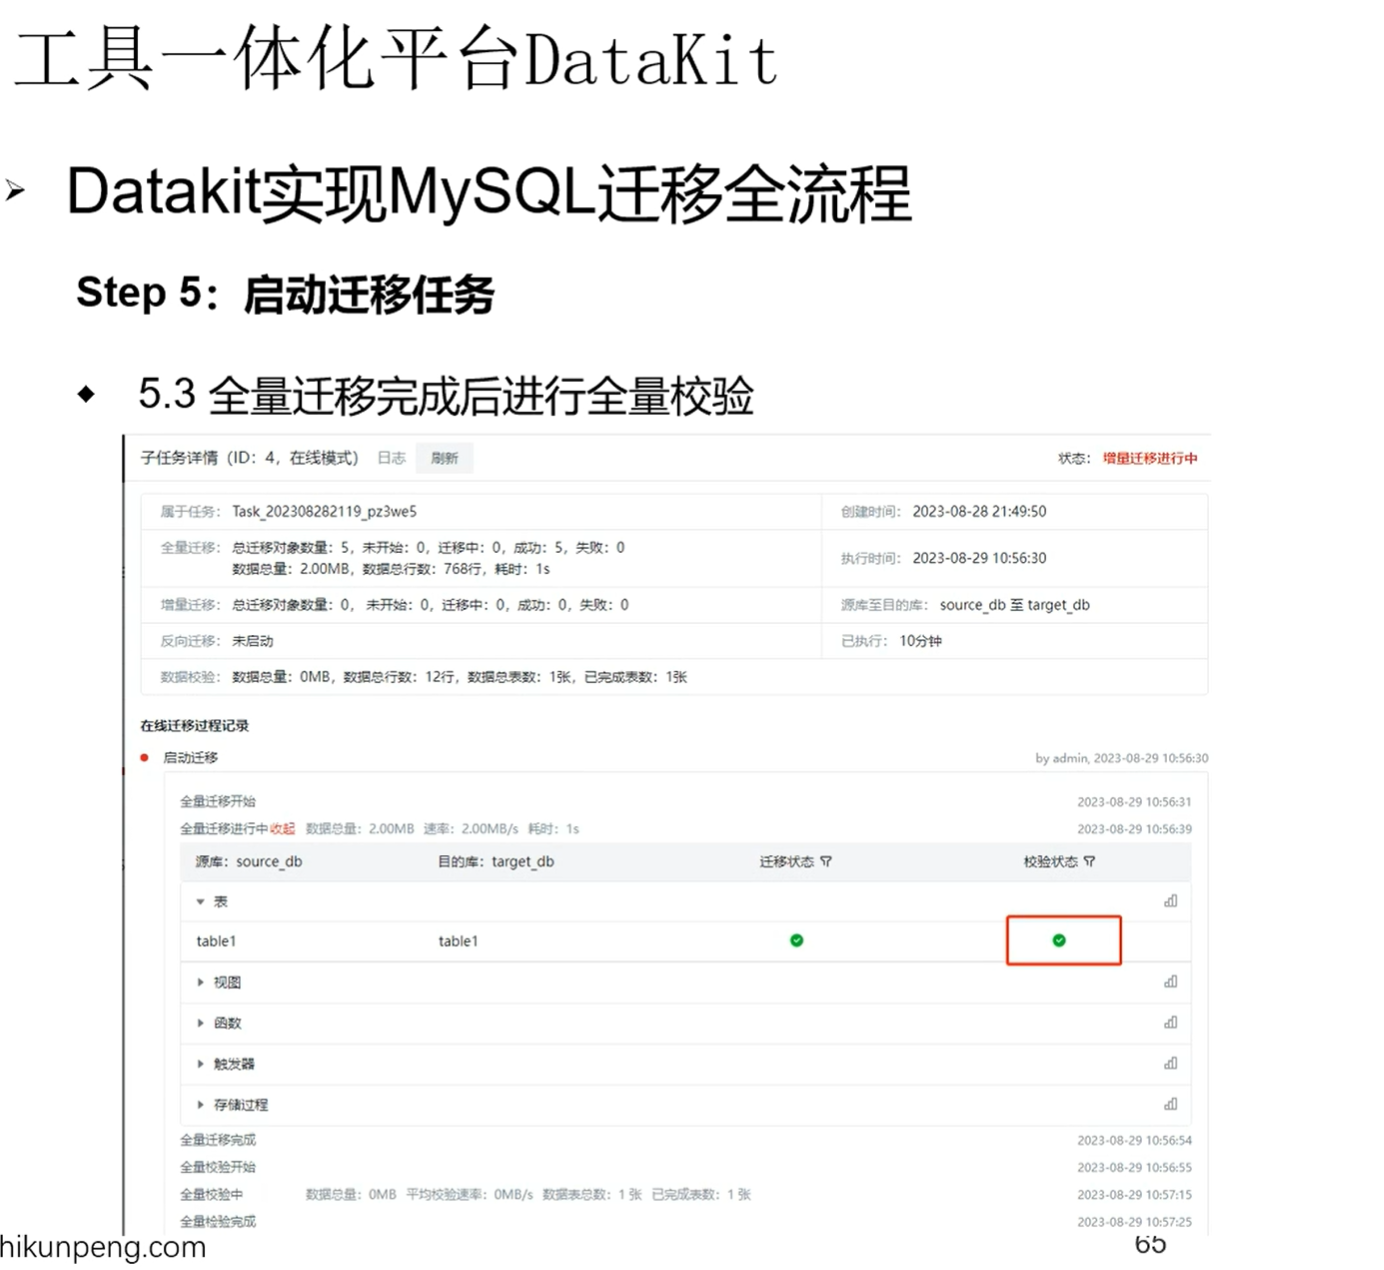 工具一体化平台DataKit
Datakit实现MySQL迁移全流程
Step 5：启动迁移任务
5.3 全量迁移完成后进行全量校验
子任务详情（ID：4，在线模式） 日志 刷新 状态：增量迁移进行中
属于任务： Task_202308282119_pz3we5 创建时间： 2023-08-28 21:49:50
全量迁移： 总迁移对象数量：5，未开始：0，迁移中：0，成功：5，失败：0
数据总量：2.00MB，数据总行数：768行，耗时：1s
执行时间： 2023-08-29 10:56:30
增量迁移： 总迁移对象数量：0， 未开始：0，迁移中：0，成功：0，失败：0 源库至目的库： source_db 至 target_db
反向迁移： 未启动 已执行： 10分钟
数据校验： 数据总量：0MB，数据总行数：12行，数据总表数：1张，已完成表数：1张
在线迁移过程记录
启动迁移 by admin, 2023-08-29 10:56:30
全量迁移开始 2023-08-29 10:56:31
全量迁移进行中收起 数据总量：2.00MB 速率：2.00MB/s 耗时：1s 2023-08-29 10:56:39
源库：source_db 目的库：target_db 迁移状态 校验状态
表
table1 table1
视图
函数
触发器
存储过程
全量迁移完成 2023-08-29 10:56:54
全量校验开始 2023-08-29 10:56:55
全量校验中 数据总量：0MB 平均校验速率：0MB/s 数据表总数：1 张 已完成表数：1 张 2023-08-29 10:57:15
全量检验完成 2023-08-29 10:57:25
hikunpeng.com 65